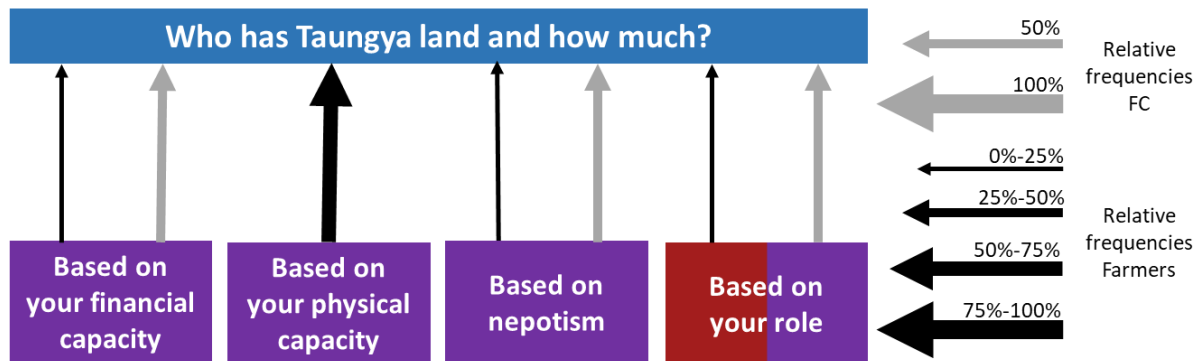 Who has Taungya land and how much?
50%
Relative
frequencies
FC
100%
0%-25%
25%-50%
Relative
frequencies
Farmers
50%-75%
75%-100%
Based on
your financial
capacity
Based on
your physical
capacity
Based on
nepotism
Based on
your role